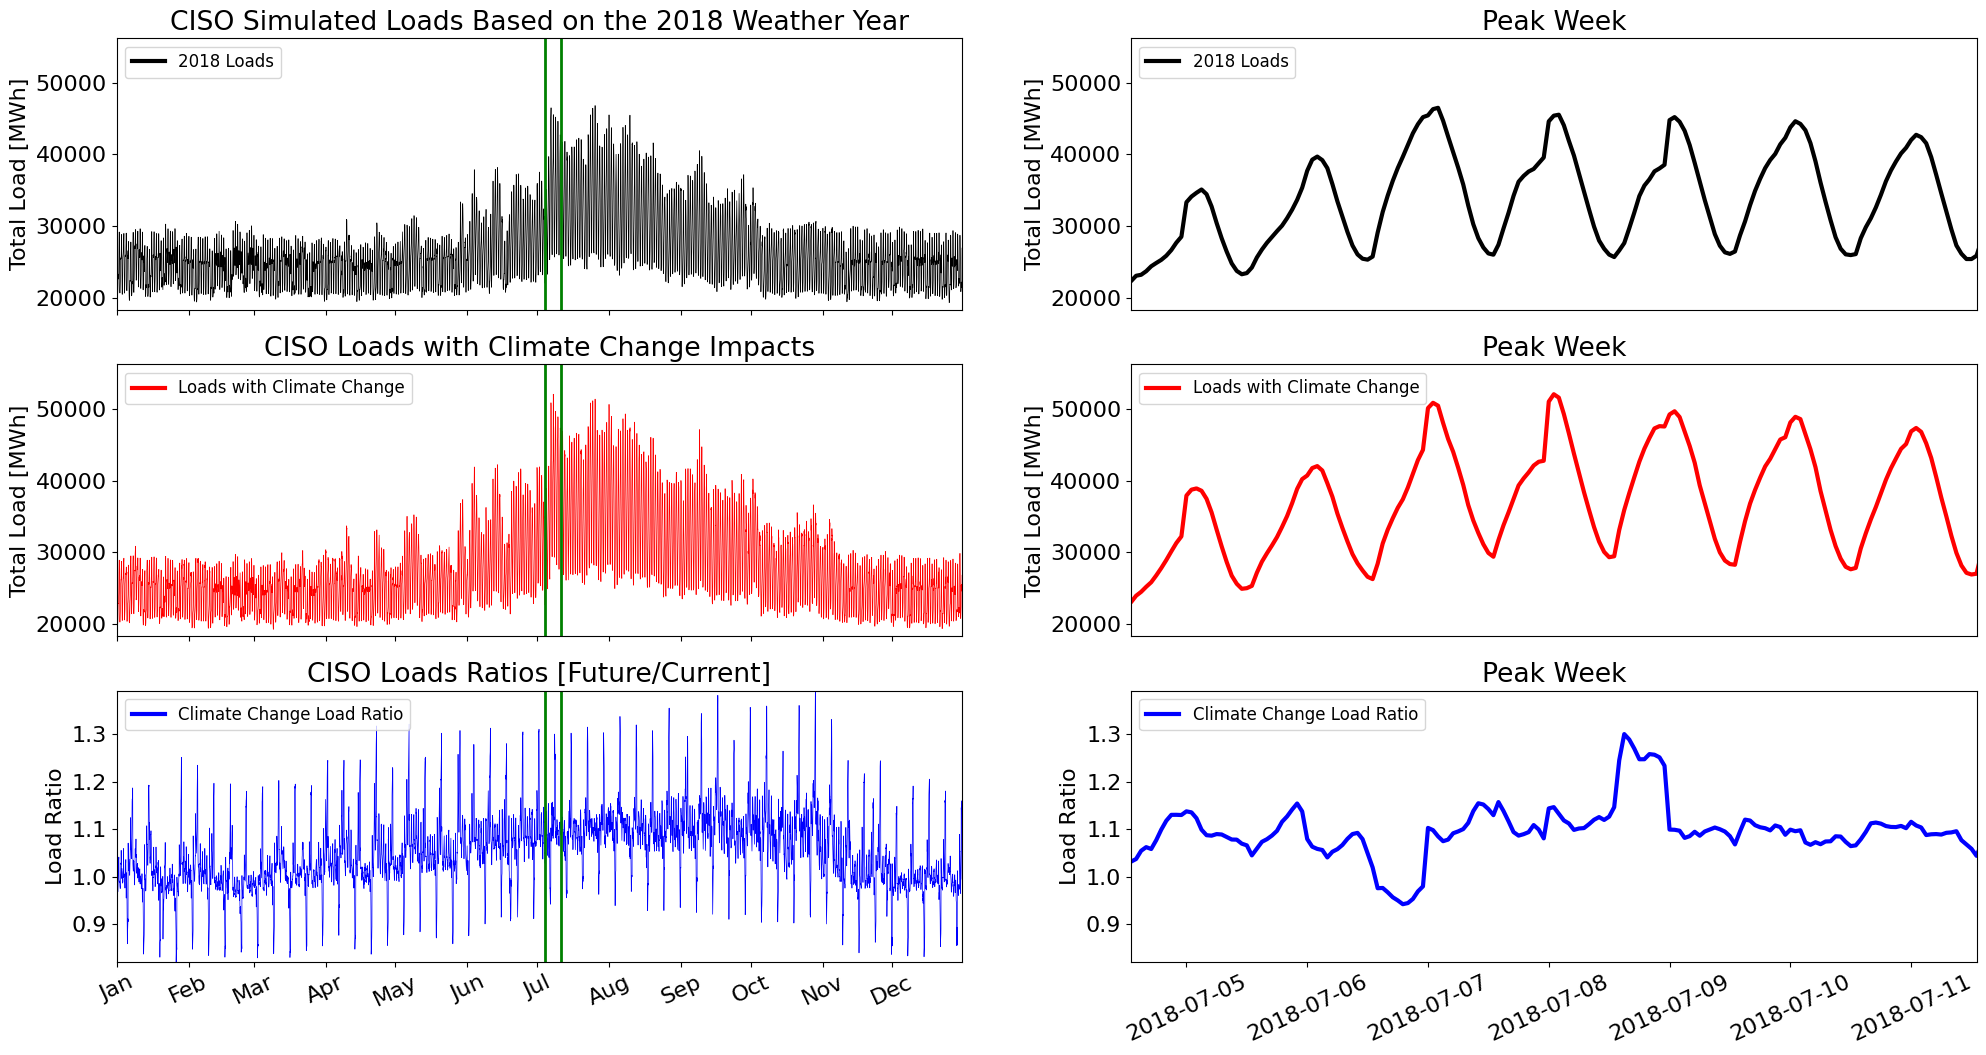 CISO Simulated Loads Based on the 2018 Weather Year
Total Load [MWh]
50000
40000
30000
20000
2018 Loads
Peak Week
Total Load [MWh]
50000
40000
30000
20000
2018 Loads
CISO Loads with Climate Change Impacts
Total Load [MWh]
50000
40000
30000
20000
Loads with Climate Change
Peak Week
Total Load [MWh]
50000
40000
30000
20000
Loads with Climate Change
CISO Loads Ratios [Future/Current]
Load Ratio
1.3
1.2
1.1
1.0
0.9
Climate Change Load Ratio
Jan
Feb
Mar
Apr
May
Jun
Jul
Aug
Sep
Oct
Nov
Dec
Peak Week
Load Ratio
1.3
1.2
1.1
1.0
0.9
Climate Change Load Ratio
2018-07-05
2018-07-06
2018-07-07
2018-07-08
2018-07-09
2018-07-10
2018-07-11